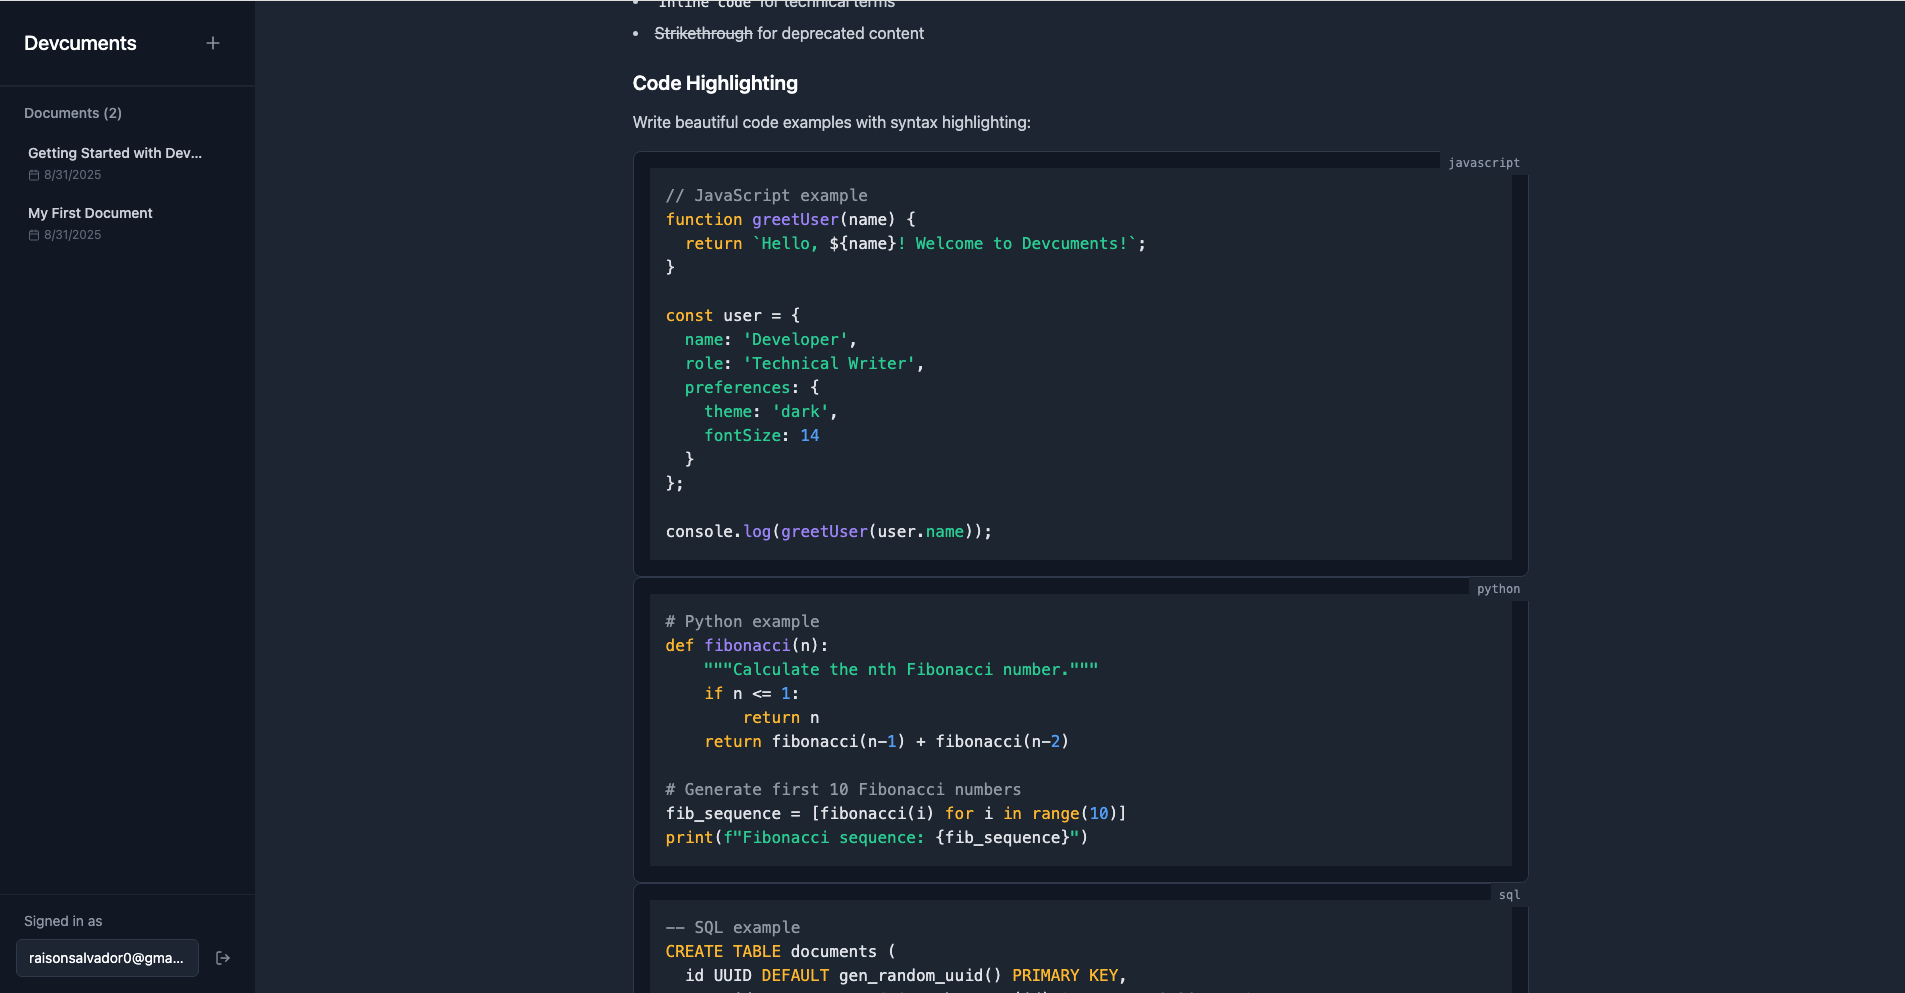 Devcuments
Documents (2)
Getting Started with Dev...
8/31/2025
My First Document
8/31/2025
Signed in as
raisonsalvador0@gma...
Inline code for technical terms
Strikethrough for deprecated content
Code Highlighting
Write beautiful code examples with syntax highlighting:
javascript
// JavaScript example
function greetUser(name) {
  return `Hello, ${name}! Welcome to Devcuments!`;
}
const user = {
  name: 'Developer',
  role: 'Technical Writer',
  preferences: {
    theme: 'dark',
    fontSize: 14
  }
};
console.log(greetUser(user.name));
python
# Python example
def fibonacci(n):
    """Calculate the nth Fibonacci number."""
    if n <= 1:
        return n
    return fibonacci(n-1) + fibonacci(n-2)
# Generate first 10 Fibonacci numbers
fib_sequence = [fibonacci(i) for i in range(10)]
print(f"Fibonacci sequence: {fib_sequence}")
sql
-- SQL example
CREATE TABLE documents (
  id UUID DEFAULT gen_random_uuid() PRIMARY KEY,